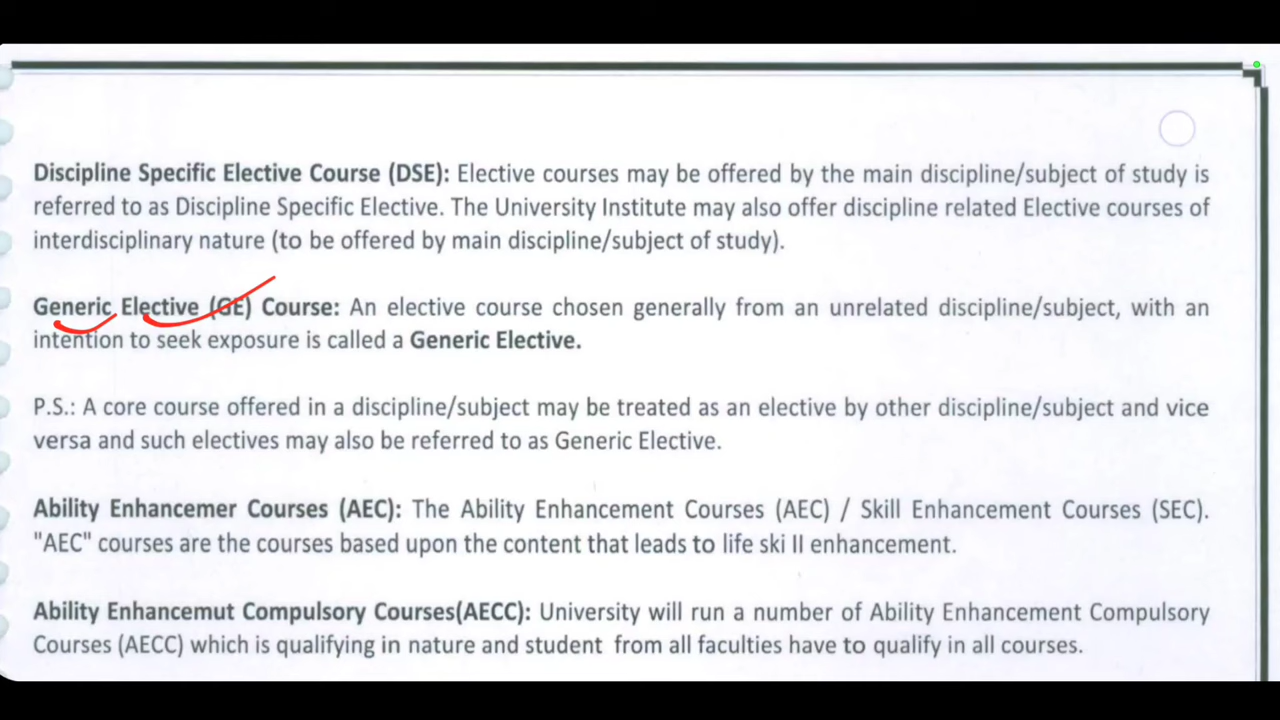 Discipline Specific Elective Course (DSE): Elective courses may be offered by the main discipline/subject of study is
referred to as Discipline Specific Elective. The University Institute may also offer discipline related Elective courses of
interdisciplinary nature (to be offered by main discipline/subject of study).
Generic Elective (GE) Course: An elective course chosen generally from an unrelated discipline/subject, with an
intention to seek exposure is called a Generic Elective.
P.S.: A core course offered in a discipline/subject may be treated as an elective by other discipline/subject and vice
versa and such electives may also be referred to as Generic Elective.
Ability Enhancemer Courses (AEC): The Ability Enhancement Courses (AEC) / Skill Enhancement Courses (SEC).
"AEC" courses are the courses based upon the content that leads to life ski II enhancement.
Ability Enhancemut Compulsory Courses(AECC): University will run a number of Ability Enhancement Compulsory
Courses (AECC) which is qualifying in nature and student from all faculties have to qualify in all courses.